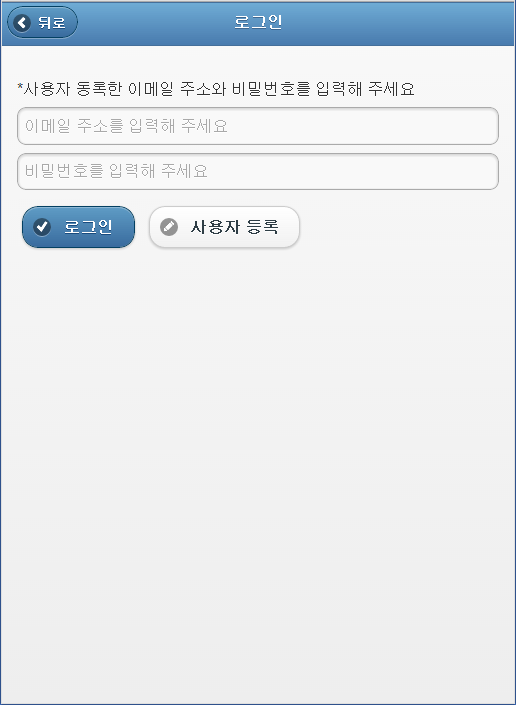 뒤로
로그인
*사용자 등록한 이메일 주소와 비밀번호를 입력해 주세요
이메일 주소를 입력해 주세요
비밀번호를 입력해 주세요
로그인
사용자 등록